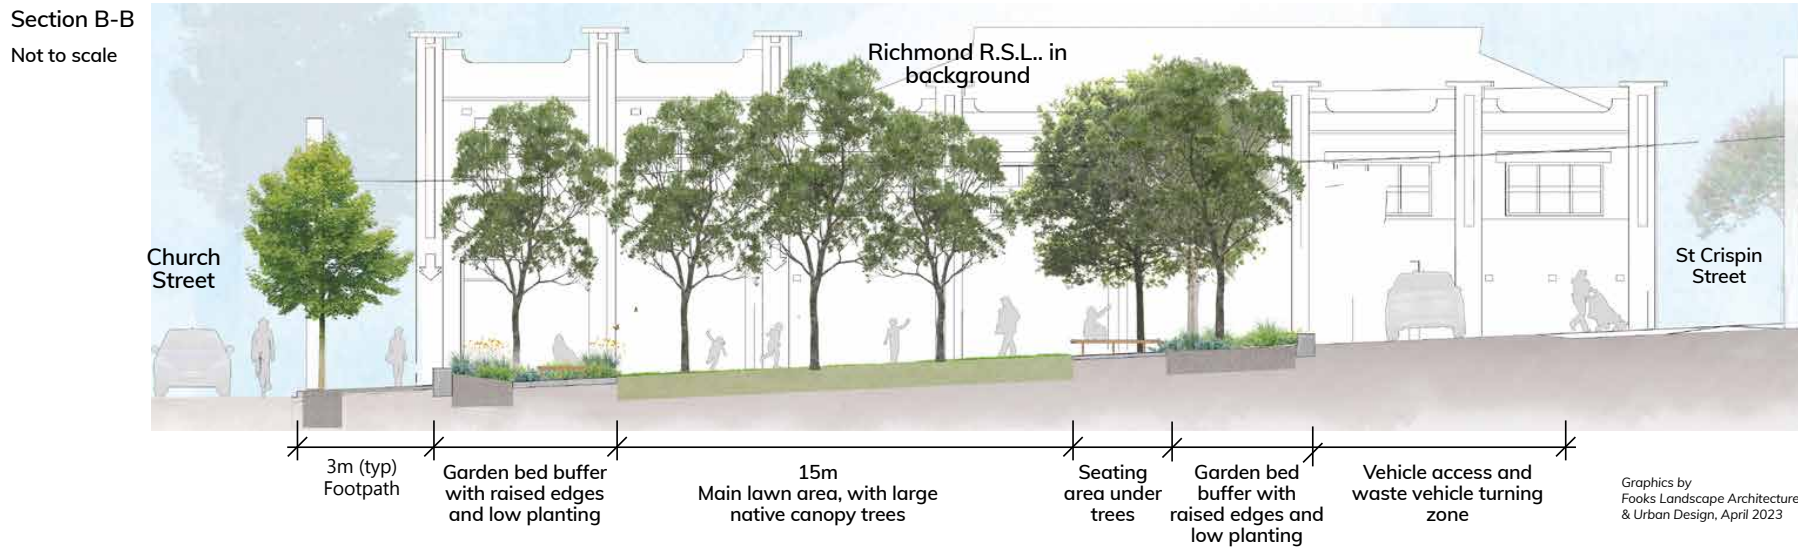 Section B-B
Not to scale
Richmond R.S.L.. in
background
Church
Street
St Crispin
Street
3m (typ)
Footpath
Garden bed buffer
with raised edges
and low planting
15m
Main lawn area, with large
native canopy trees
Seating
area under
trees
Garden bed
buffer with
raised edges and
low planting
Vehicle access and
waste vehicle turning
zone
Graphics by
Fooks Landscape Architecture
& Urban Design, April 2023